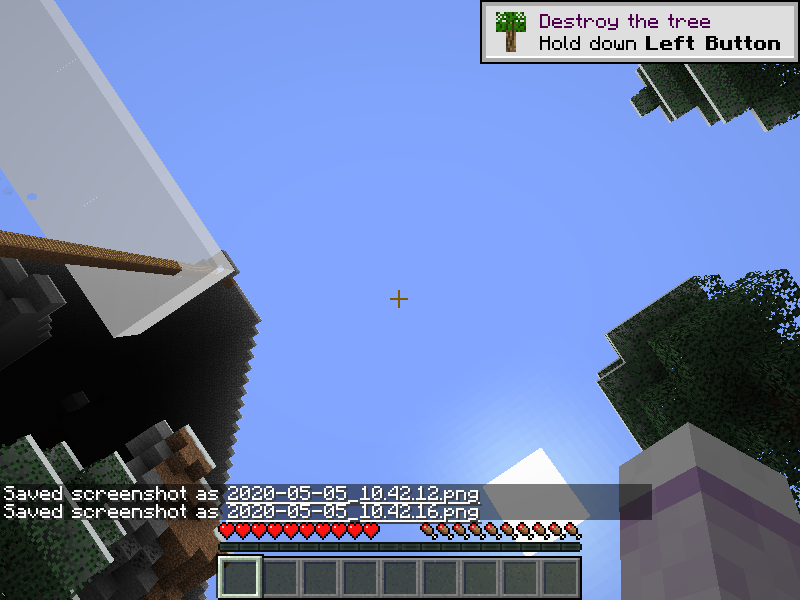 Destroy the tree
Hold down Left Button
Saved screenshot as 2020-05-05_10.42.12.png
Saved screenshot as 2020-05-05_10.42.16.png